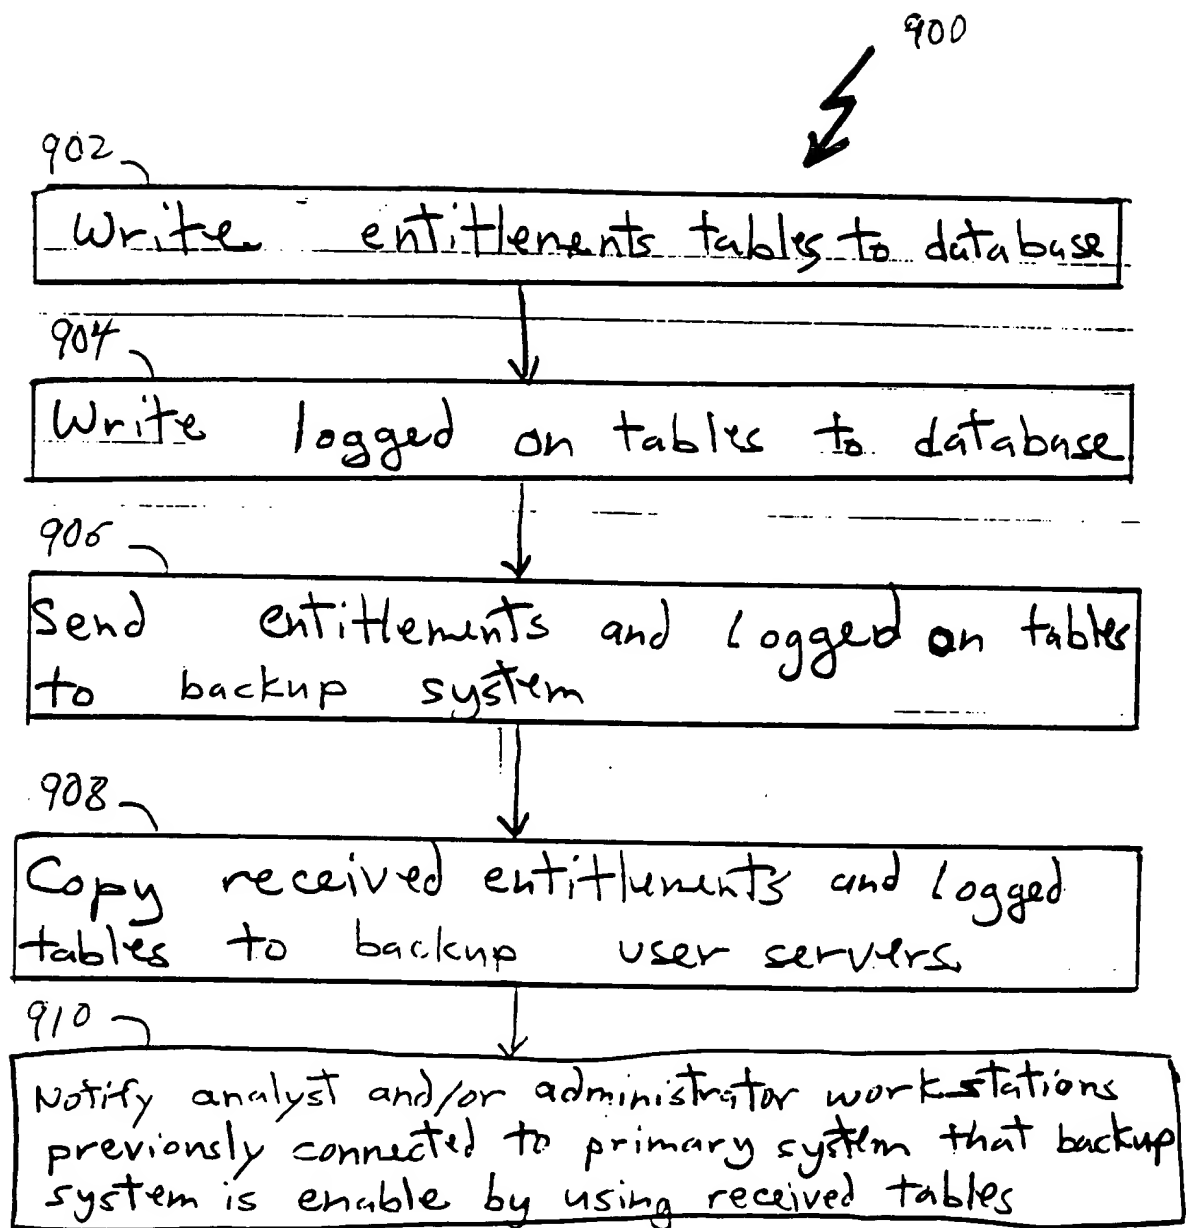 900
902
Write entitlements tables to database
904
Write logged on tables to database
906
Send entitlements and logged on tables
to backup system
908
Copy received entitlements and logged
tables to backup user servers
910
Notify analyst and/or administrator workstations
previously connected to primary system that backup
system is enable by using received tables